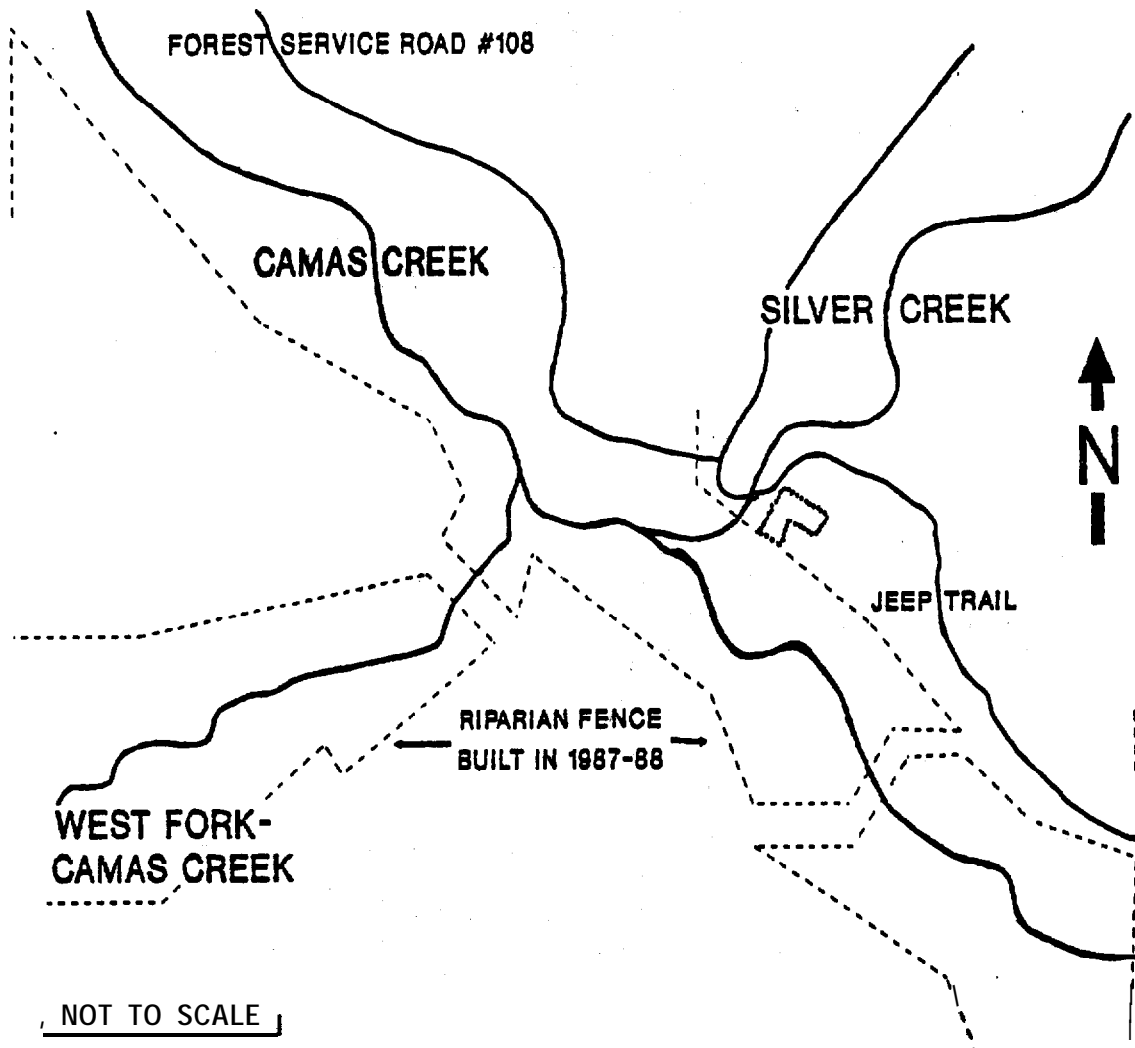 FOREST SERVICE ROAD #108
CAMAS CREEK
SILVER CREEK
N
JEEP TRAIL
RIPARIAN FENCE
BUILT IN 1987-88
WEST FORK-
CAMAS CREEK
NOT TO SCALE